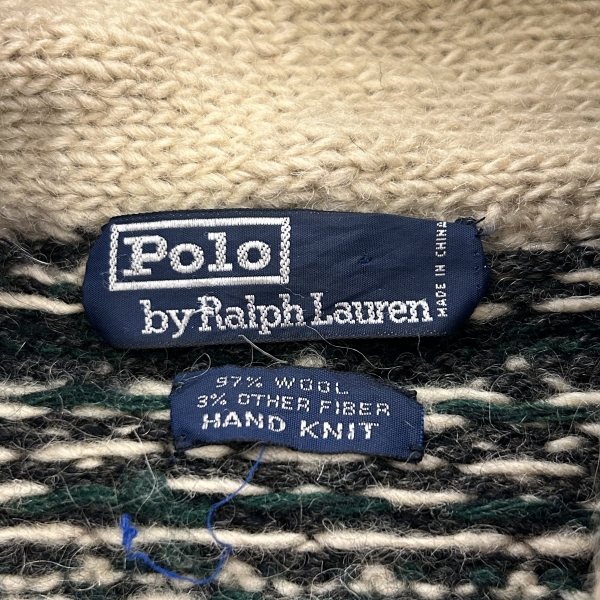 Polo
by Ralph Lauren
MADE IN CHINA
97% WOOL
3% OTHER FIBER
HAND KNIT